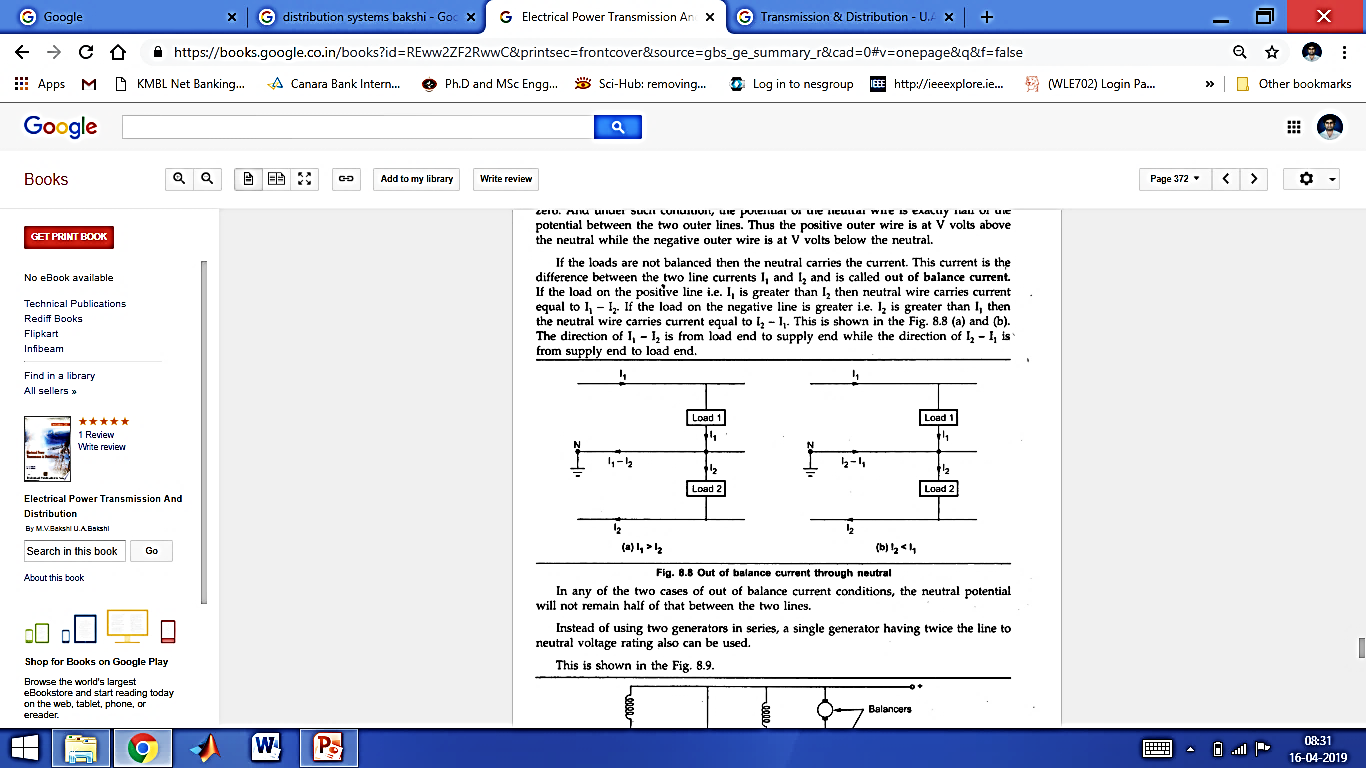 Google
distribution systems bakshi - Goo
Electrical Power Transmission An
Transmission & Distribution - U.A
https://books.google.co.in/books?id=REww2ZF2RwwC&printsec=frontcover&source=gbs_ge_summary_r&cad=0#v=onepage&q&f=false
Apps
KMBL Net Banking...
Canara Bank Intern...
Ph.D and MSc Engg...
Sci-Hub: removing...
Log in to nesgroup
IEEE
http://ieeexplore.ie...
(WLE702) Login Pa...
»
Other bookmarks
Google
Books
Add to my library
Write review
Page 372
GET PRINT BOOK
No eBook available
Technical Publications
Rediff Books
Flipkart
Infibeam
Find in a library
All sellers »
1 Review
Write review
Electrical Power Transmission And
Distribution
By M.V.Bakshi U.A.Bakshi
Search in this book
Go
About this book
Shop for Books on Google Play
Browse the world's largest
eBookstore and start reading today
on the web, tablet, phone, or
ereader.
zero. And under such condition, the potential of the neutral wire is exactly half of the
potential between the two outer lines. Thus the positive outer wire is at V volts above
the neutral while the negative outer wire is at V volts below the neutral.
If the loads are not balanced then the neutral carries the current. This current is the
difference between the two line currents I₁ and I₂ and is called out of balance current.
If the load on the positive line i.e. I₁ is greater than I₂ then neutral wire carries current
equal to I₁ – I₂. If the load on the negative line is greater i.e. I₂ is greater than I₁ then
the neutral wire carries current equal to I₂ – I₁. This is shown in the Fig. 8.8 (a) and (b).
The direction of I₁ – I₂ is from load end to supply end while the direction of I₂ – I₁ is
from supply end to load end.
I₁
Load 1
I₁
N
I₁ – I₂
I₂
Load 2
I₂
(a) I₁ > I₂
I₁
Load 1
I₁
N
I₂ – I₁
I₂
Load 2
I₂
(b) I₂ < I₁
Fig. 8.8 Out of balance current through neutral
In any of the two cases of out of balance current conditions, the neutral potential
will not remain half of that between the two lines.
Instead of using two generators in series, a single generator having twice the line to
neutral voltage rating also can be used.
This is shown in the Fig. 8.9.
+
Balancers
08:31
16-04-2019